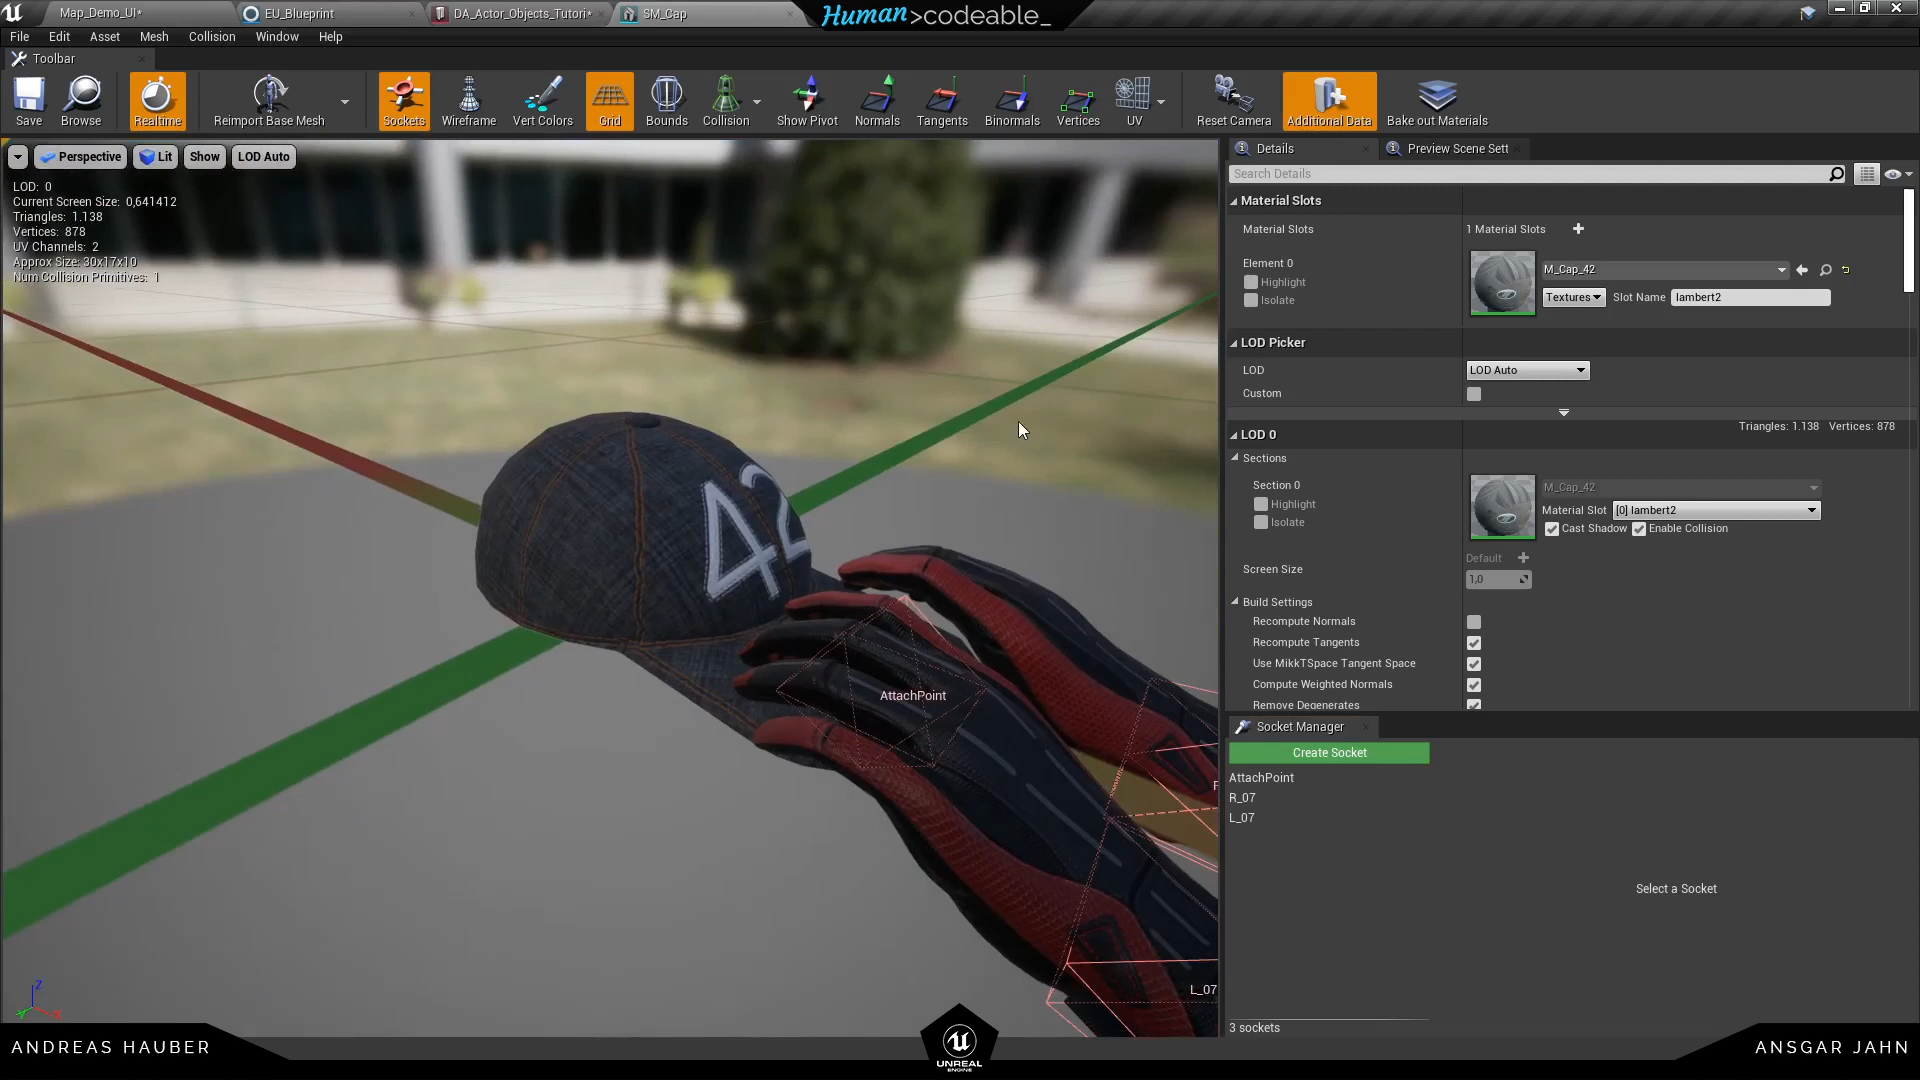 Map_Demo_UI*
EU_Blueprint
DA_Actor_Objects_Tutori*
SM_Cap
Human>codeable_
File Edit Asset Mesh Collision Window Help
Toolbar
Save Browse Realtime Reimport Base Mesh Sockets Wireframe Vert Colors Grid Bounds Collision Show Pivot Normals Tangents Binormals Vertices UV Reset Camera Additional Data Bake out Materials
Perspective Lit Show LOD Auto
LOD: 0
Current Screen Size: 0,641412
Triangles: 1.138
Vertices: 878
UV Channels: 2
Approx Size: 30x17x10
Num Collision Primitives: 1
42
AttachPoint
L_07
Z
Y
X
Details
Preview Scene Sett
Search Details
Material Slots
Material Slots 1 Material Slots
Element 0
Highlight
Isolate
M_Cap_42
Textures Slot Name lambert2
LOD Picker
LOD LOD Auto
Custom
Triangles: 1.138 Vertices: 878
LOD 0
Sections
Section 0
Highlight
Isolate
M_Cap_42
Material Slot [0] lambert2
Cast Shadow Enable Collision
Default
Screen Size 1,0
Build Settings
Recompute Normals
Recompute Tangents
Use MikkTSpace Tangent Space
Compute Weighted Normals
Remove Degenerates
Socket Manager
Create Socket
AttachPoint
R_07
L_07
Select a Socket
3 sockets
ANDREAS HAUBER
UNREAL
ENGINE
ANSGAR JAHN